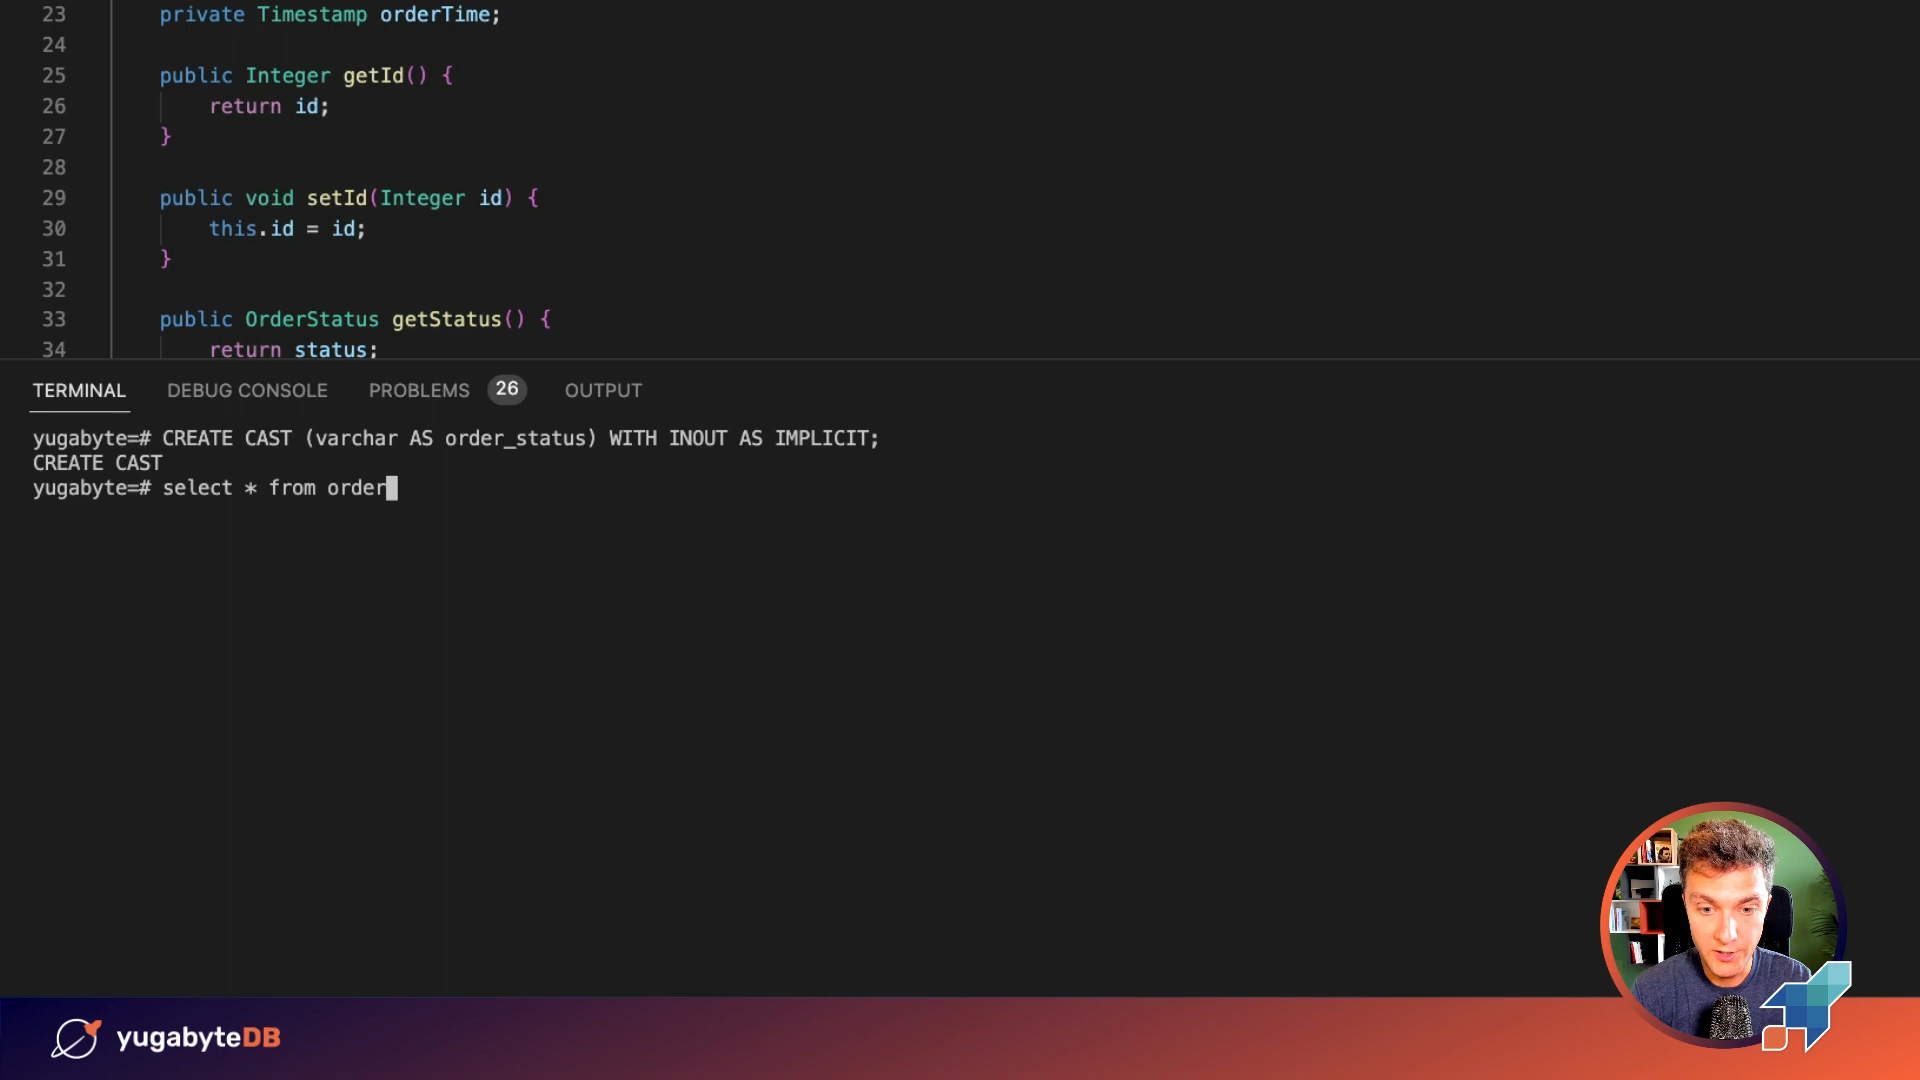 23 private Timestamp orderTime;
24
25 public Integer getId() {
26 return id;
27 }
28
29 public void setId(Integer id) {
30 this.id = id;
31 }
32
33 public OrderStatus getStatus() {
34 return status;
TERMINAL DEBUG CONSOLE PROBLEMS 26 OUTPUT
yugabyte=# CREATE CAST (varchar AS order_status) WITH INOUT AS IMPLICIT;
CREATE CAST
yugabyte=# select * from order
yugabyteDB